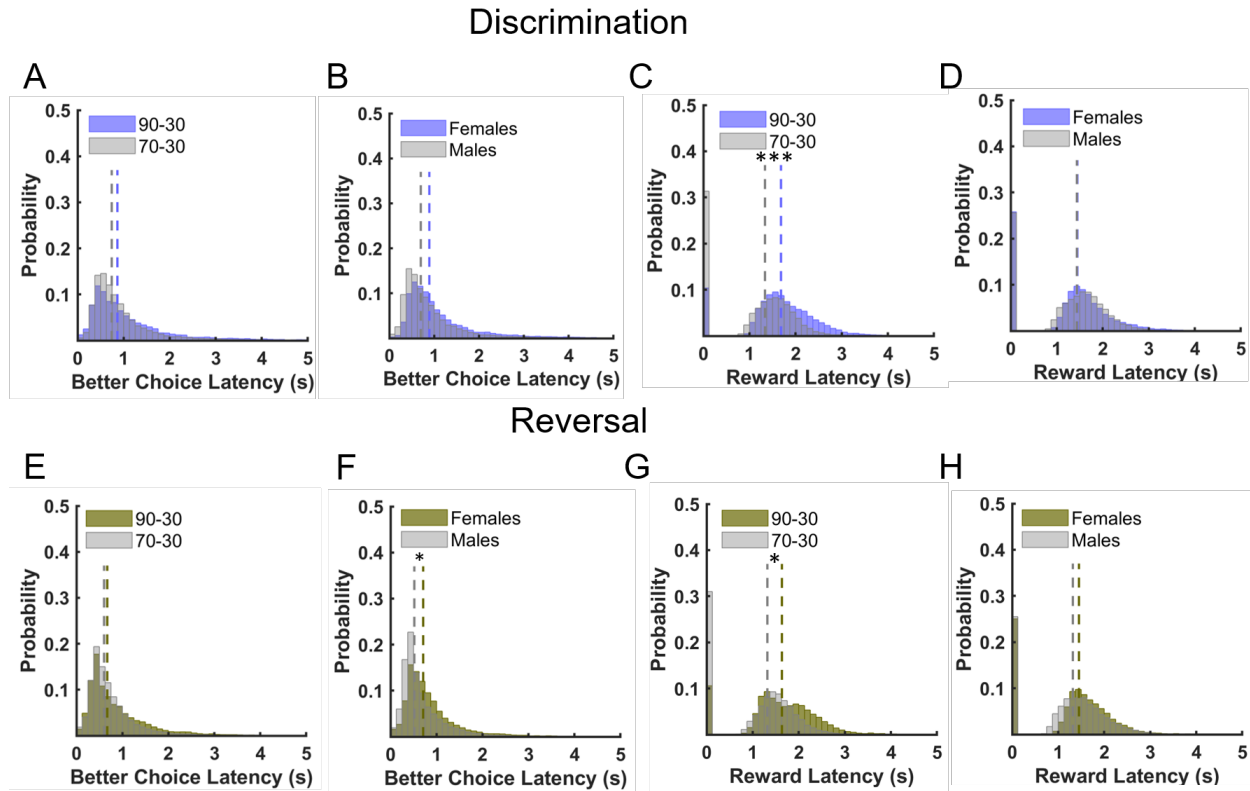 Discrimination
A
B
C
D
0.5
0.4
0.3
0.2
0.1
Probability
90-30
70-30
0
1
2
3
4
5
Better Choice Latency (s)
0.5
0.4
0.3
0.2
0.1
Probability
Females
Males
0
1
2
3
4
5
Better Choice Latency (s)
0.5
0.4
0.3
0.2
0.1
Probability
90-30
70-30
***
0
1
2
3
4
5
Reward Latency (s)
0.5
0.4
0.3
0.2
0.1
Probability
Females
Males
0
1
2
3
4
5
Reward Latency (s)
Reversal
E
F
G
H
0.5
0.4
0.3
0.2
0.1
Probability
90-30
70-30
0
1
2
3
4
5
Better Choice Latency (s)
0.5
0.4
0.3
0.2
0.1
Probability
Females
Males
*
0
1
2
3
4
5
Better Choice Latency (s)
0.5
0.4
0.3
0.2
0.1
Probability
90-30
70-30
*
0
1
2
3
4
5
Reward Latency (s)
0.5
0.4
0.3
0.2
0.1
Probability
Females
Males
0
1
2
3
4
5
Reward Latency (s)